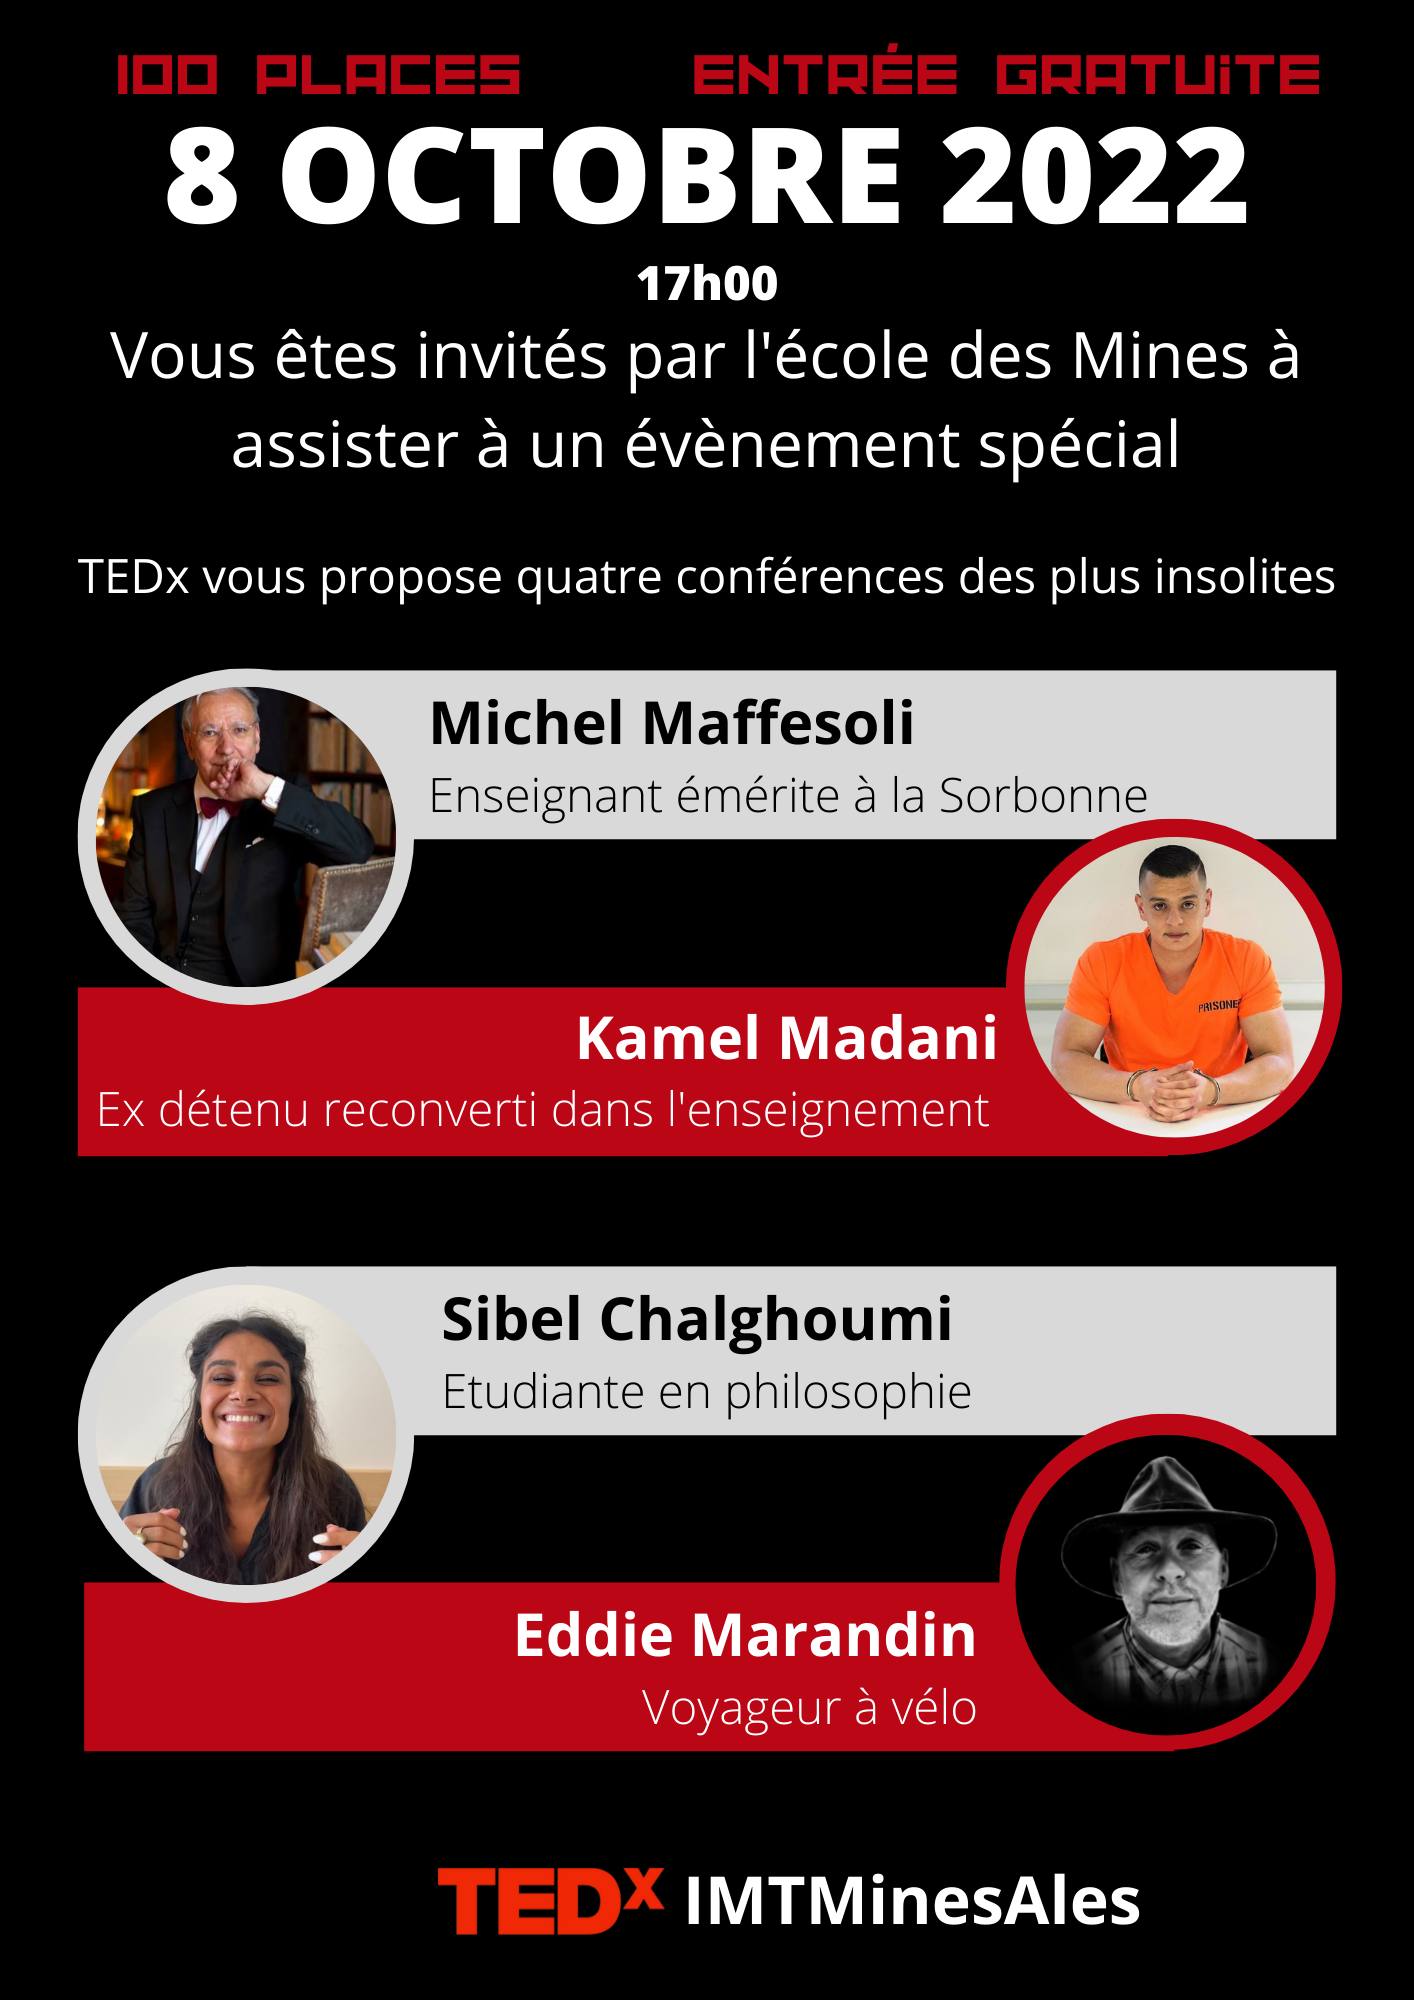 100 PLACES ENTRÉE GRATUiTE
8 OCTOBRE 2022
17h00
Vous êtes invités par l'école des Mines à
assister à un évènement spécial
TEDx vous propose quatre conférences des plus insolites
Michel Maffesoli
Enseignant émérite à la Sorbonne
PRISONE
Kamel Madani
Ex détenu reconverti dans l'enseignement
Sibel Chalghoumi
Etudiante en philosophie
Eddie Marandin
Voyageur à vélo
TEDx IMTMinesAles